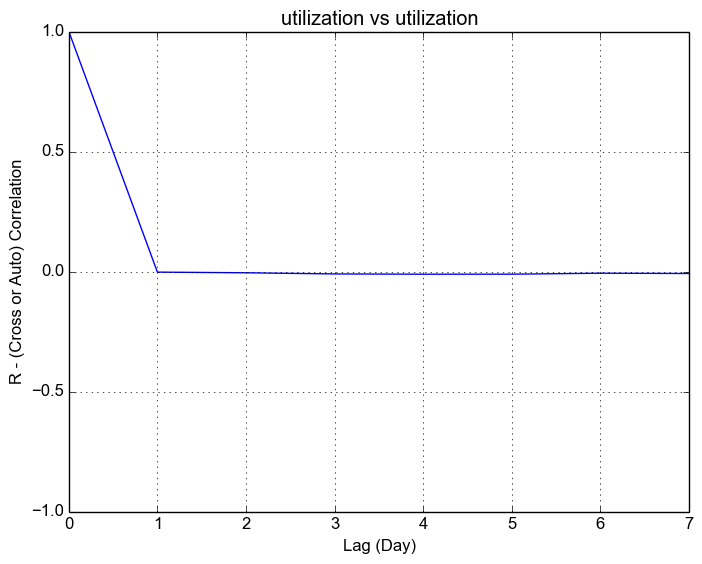 utilization vs utilization
1.0
0.5
0.0
−0.5
−1.0
R - (Cross or Auto) Correlation
0 1 2 3 4 5 6 7
Lag (Day)